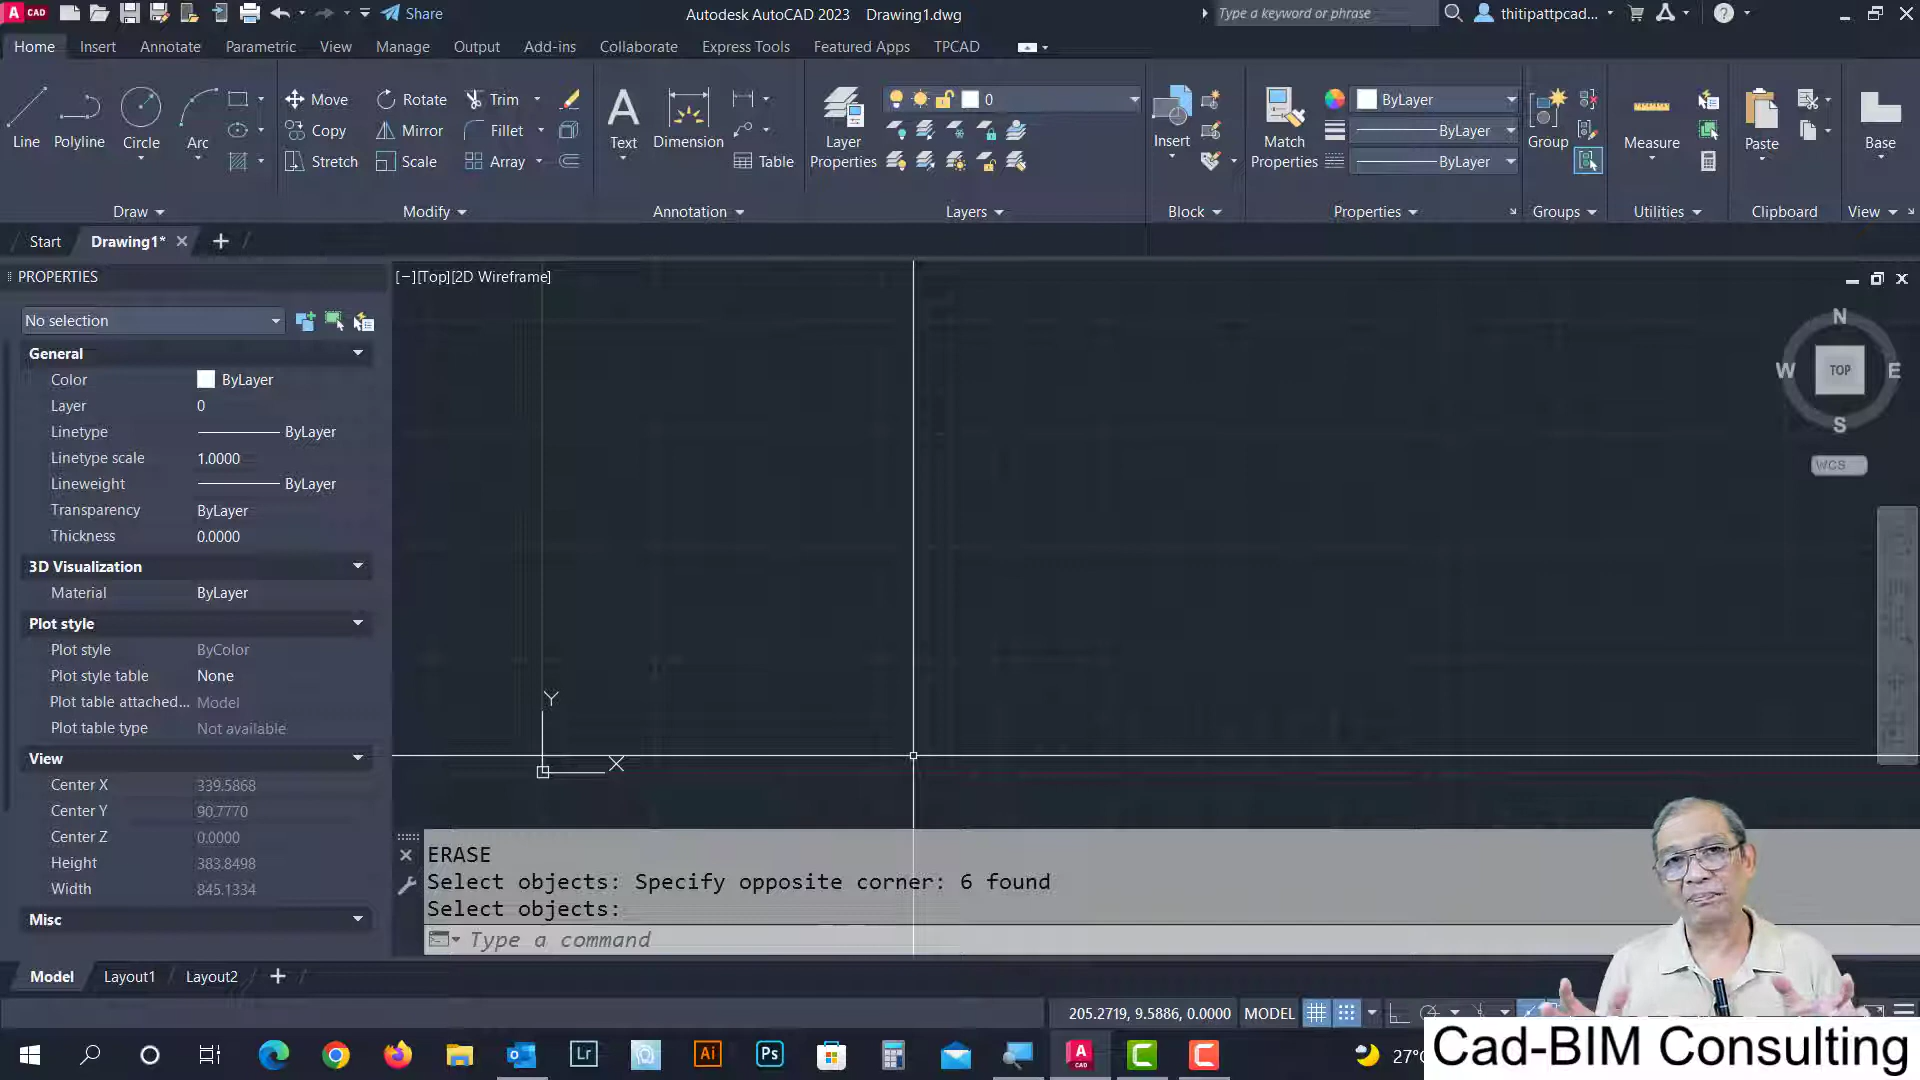 A CAD
Share
Autodesk AutoCAD 2023 Drawing1.dwg
Type a keyword or phrase
thitipattpcad...
Home Insert Annotate Parametric View Manage Output Add-ins Collaborate Express Tools Featured Apps TPCAD
Line Polyline Circle Arc
Move Rotate Trim
Copy Mirror Fillet
Stretch Scale Array
Text Dimension Table
Layer Properties
0
Insert
Match Properties
ByLayer
ByLayer
ByLayer
Group
Measure
Paste
Base
Draw Modify Annotation Layers Block Properties Groups Utilities Clipboard View
Start Drawing1*
PROPERTIES
[−][Top][2D Wireframe]
No selection
General
Color ByLayer
Layer 0
Linetype ByLayer
Linetype scale 1.0000
Lineweight ByLayer
Transparency ByLayer
Thickness 0.0000
3D Visualization
Material ByLayer
Plot style
Plot style ByColor
Plot style table None
Plot table attached... Model
Plot table type Not available
View
Center X 339.5868
Center Y 90.7770
Center Z 0.0000
Height 383.8498
Width 845.1334
Misc
N
W TOP E
S
WCS
Y
X
ERASE
Select objects: Specify opposite corner: 6 found
Select objects:
Type a command
Model Layout1 Layout2
205.2719, 9.5886, 0.0000 MODEL
Lr
Ai
Ps
A CAD
27°
Cad-BIM Consulting